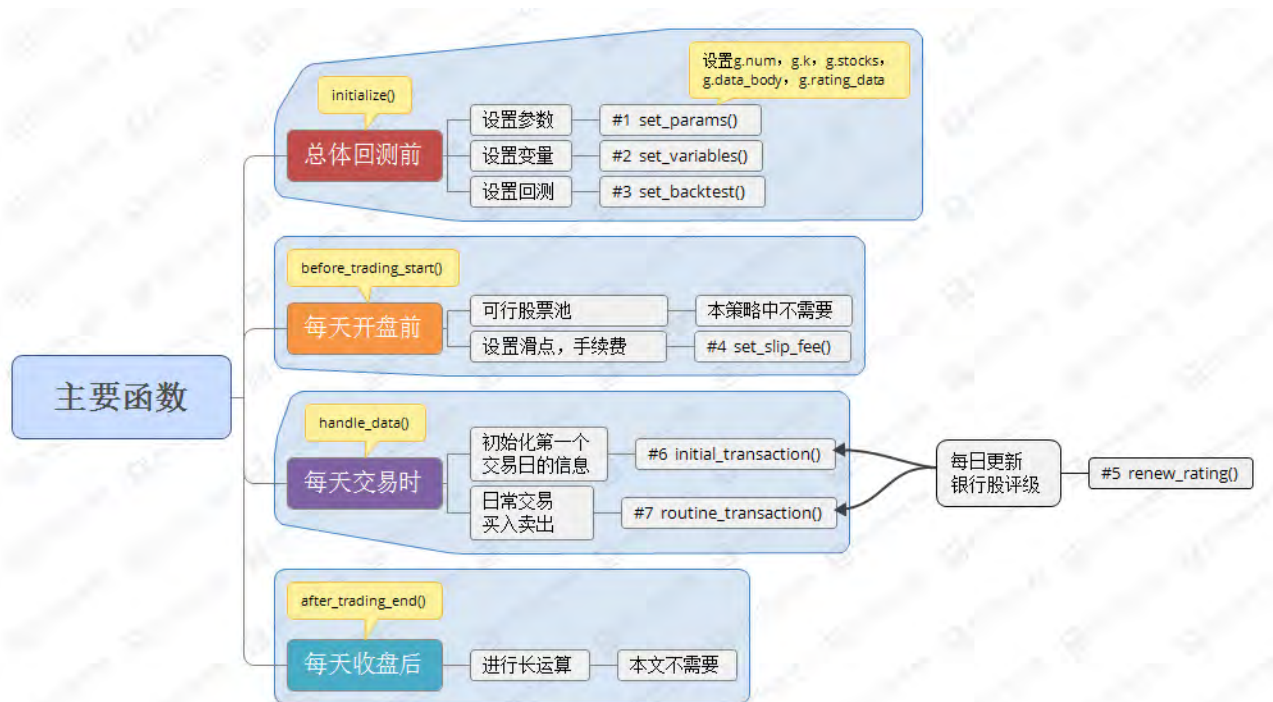 设置g.num，g.k，g.stocks，
g.data_body，g.rating_data
initialize()
总体回测前
设置参数
#1 set_params()
设置变量
#2 set_variables()
设置回测
#3 set_backtest()
before_trading_start()
每天开盘前
可行股票池
本策略中不需要
设置滑点，手续费
#4 set_slip_fee()
主要函数
handle_data()
每天交易时
初始化第一个
交易日的信息
#6 initial_transaction()
日常交易
买入卖出
#7 routine_transaction()
每日更新
银行股评级
#5 renew_rating()
after_trading_end()
每天收盘后
进行长运算
本文不需要